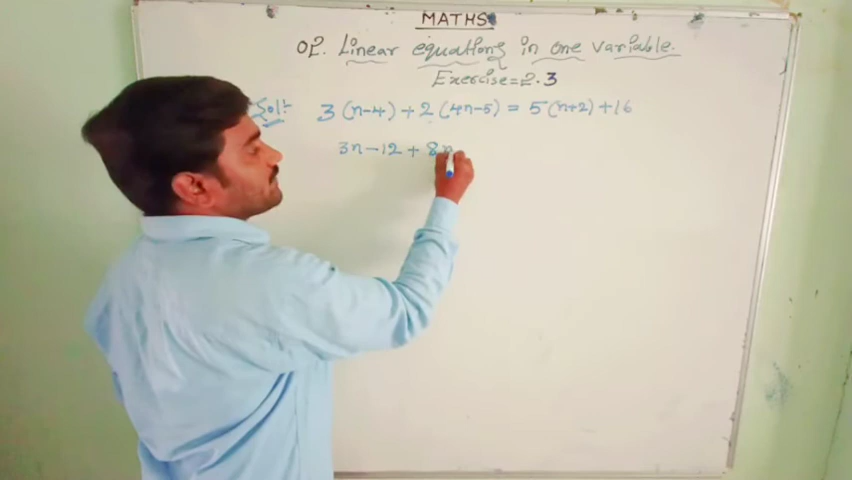 MATHS
02. Linear equations in one variable.
Exercise=2.3
Sol:- 3(n-4)+2(4n-5) = 5(n+2)+16
3n-12+8n